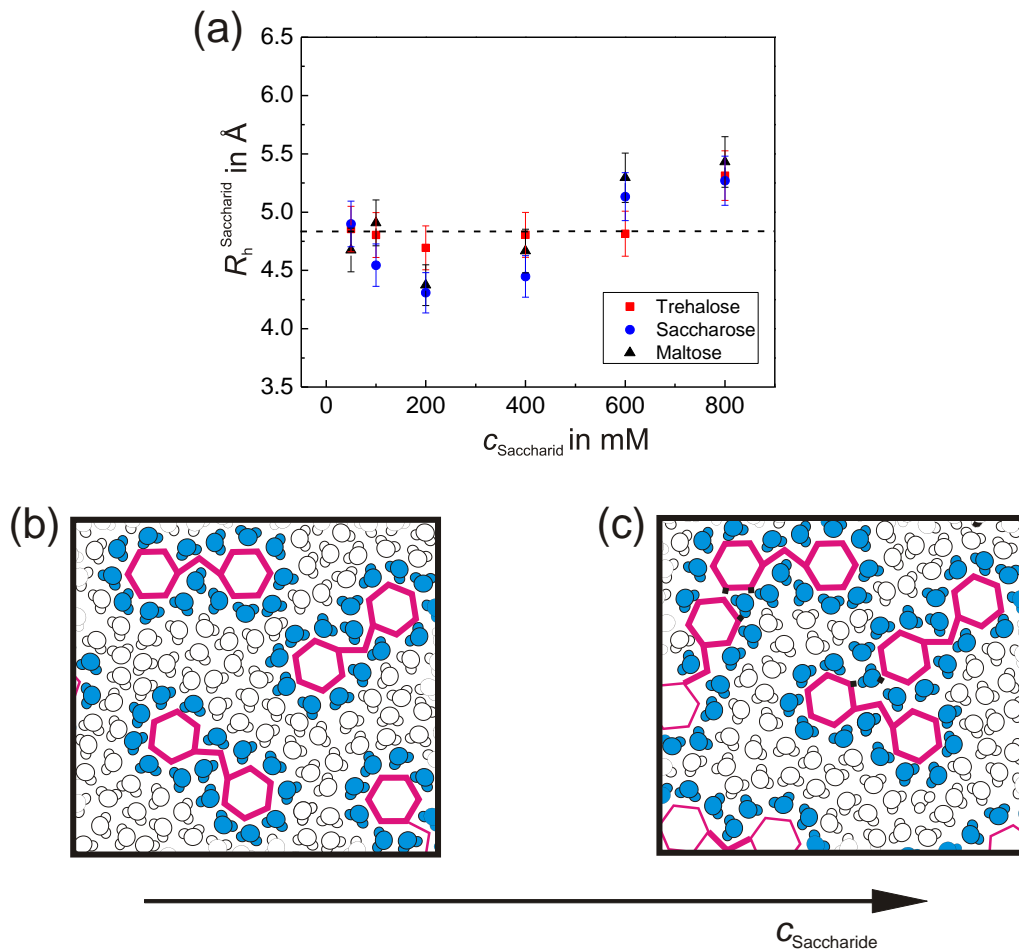 (a)
6.5
6.0
5.5
5.0
4.5
4.0
3.5
R_h^Saccharid in Å
0 200 400 600 800
c_Saccharid in mM
Trehalose
Saccharose
Maltose
(b)
(c)
c_Saccharide